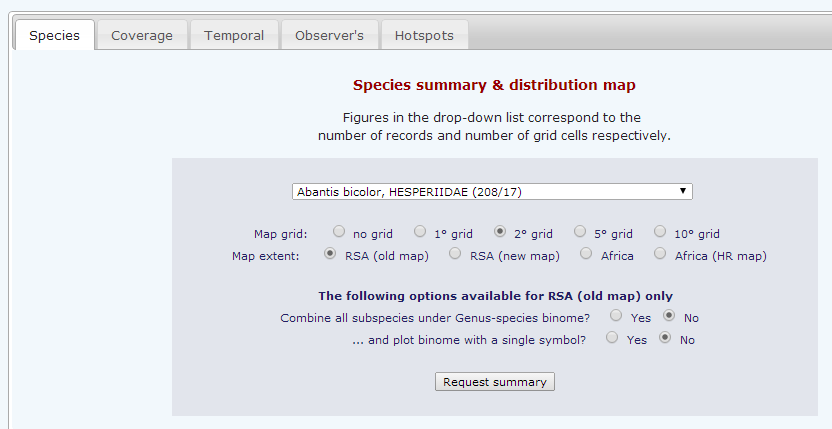 Species Coverage Temporal Observer's Hotspots
Species summary & distribution map
Figures in the drop-down list correspond to the
number of records and number of grid cells respectively.
Abantis bicolor, HESPERIIDAE (208/17)
Map grid: no grid 1° grid 2° grid 5° grid 10° grid
Map extent: RSA (old map) RSA (new map) Africa Africa (HR map)
The following options available for RSA (old map) only
Combine all subspecies under Genus-species binome? Yes No
... and plot binome with a single symbol? Yes No
Request summary